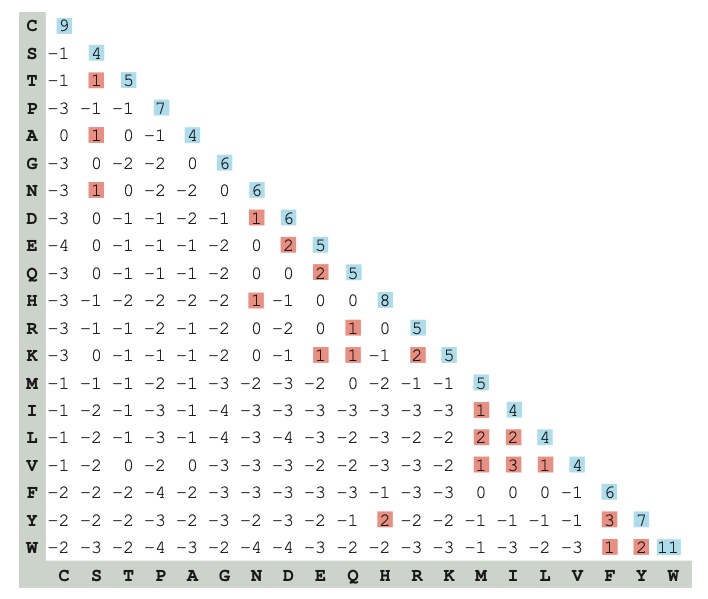 C 9
S −1 4
T −1 1 5
P −3 −1 −1 7
A 0 1 0 −1 4
G −3 0 −2 −2 0 6
N −3 1 0 −2 −2 0 6
D −3 0 −1 −1 −2 −1 1 6
E −4 0 −1 −1 −1 −2 0 2 5
Q −3 0 −1 −1 −1 −2 0 0 2 5
H −3 −1 −2 −2 −2 −2 1 −1 0 0 8
R −3 −1 −1 −2 −1 −2 0 −2 0 1 0 5
K −3 0 −1 −1 −1 −2 0 −1 1 1 −1 2 5
M −1 −1 −1 −2 −1 −3 −2 −3 −2 0 −2 −1 −1 5
I −1 −2 −1 −3 −1 −4 −3 −3 −3 −3 −3 −3 −3 1 4
L −1 −2 −1 −3 −1 −4 −3 −4 −3 −2 −3 −2 −2 2 2 4
V −1 −2 0 −2 0 −3 −3 −3 −2 −2 −3 −3 −2 1 3 1 4
F −2 −2 −2 −4 −2 −3 −3 −3 −3 −3 −1 −3 −3 0 0 0 −1 6
Y −2 −2 −2 −3 −2 −3 −2 −3 −2 −1 2 −2 −2 −1 −1 −1 −1 3 7
W −2 −3 −2 −4 −3 −2 −4 −4 −3 −2 −2 −3 −3 −1 −3 −2 −3 1 2 11
C S T P A G N D E Q H R K M I L V F Y W